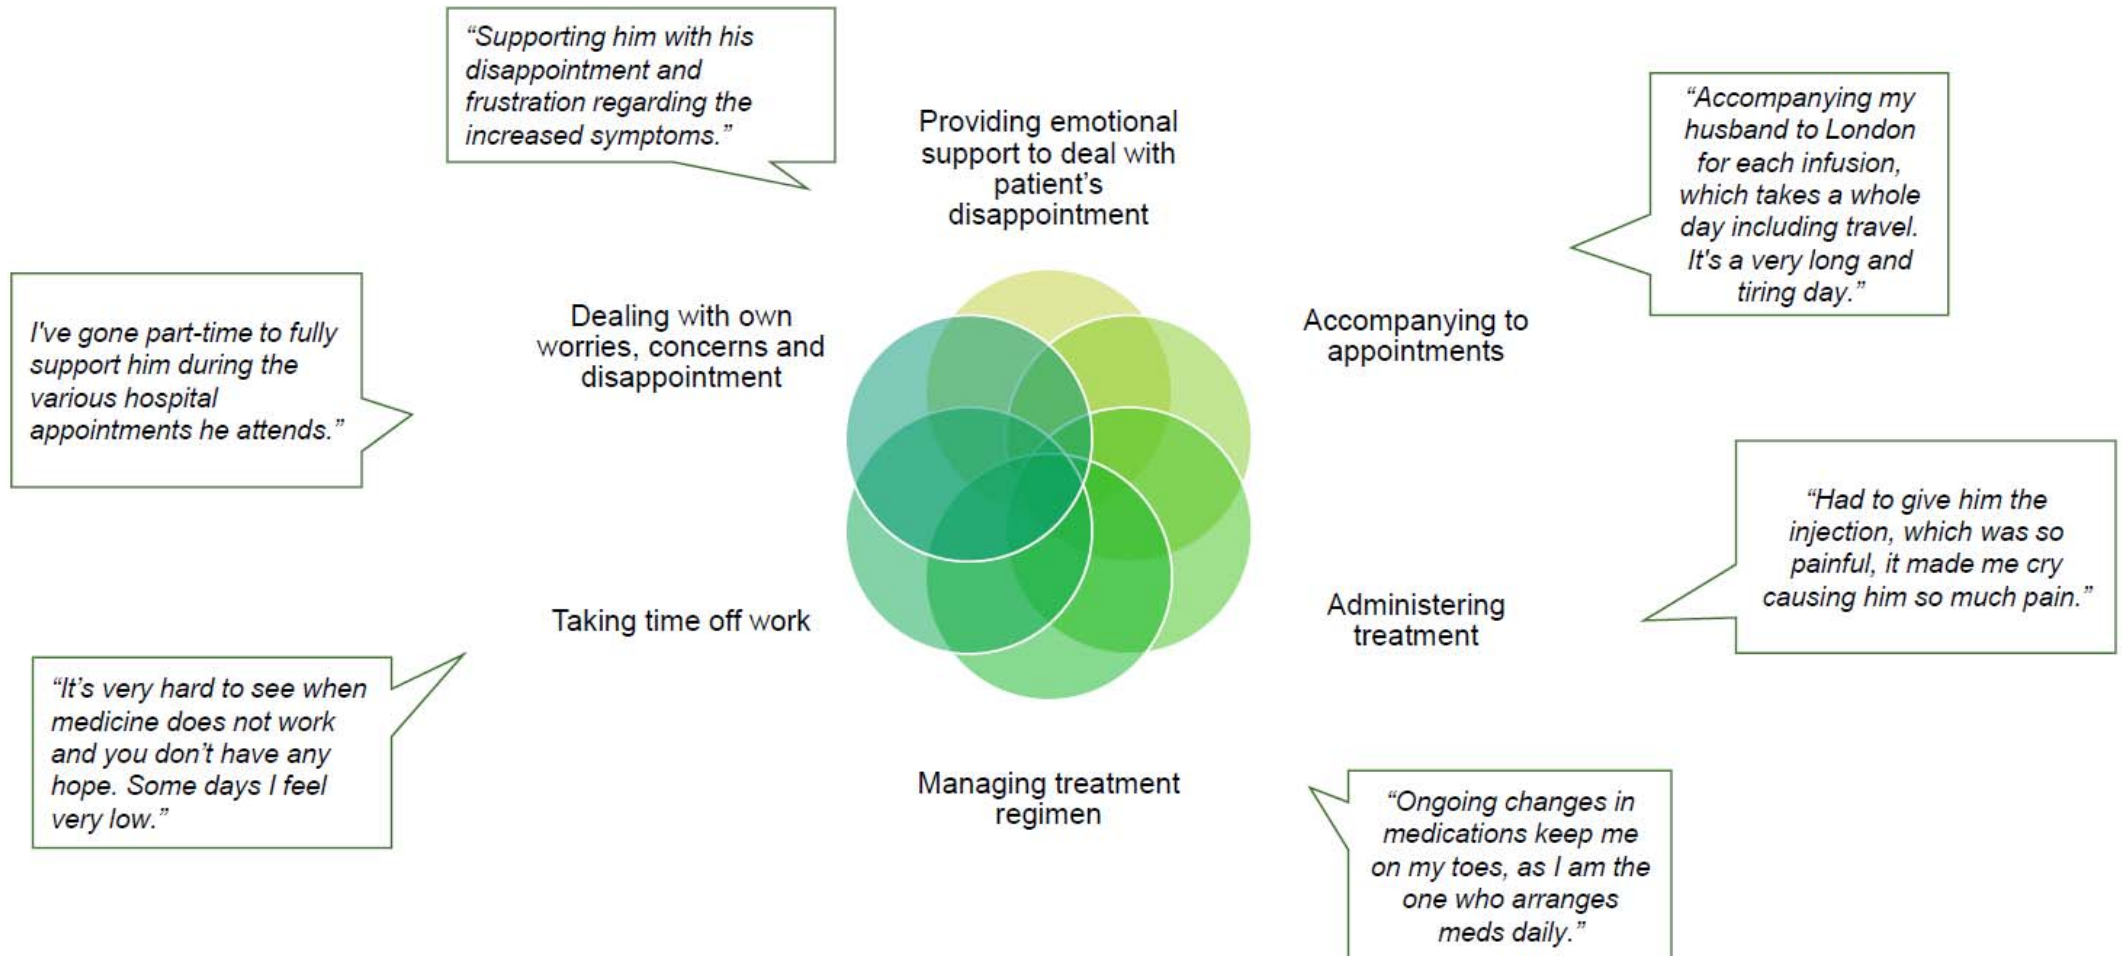 “Supporting him with his
disappointment and
frustration regarding the
increased symptoms.”
Providing emotional
support to deal with
patient’s
disappointment
“Accompanying my
husband to London
for each infusion,
which takes a whole
day including travel.
It's a very long and
tiring day.”
I've gone part-time to fully
support him during the
various hospital
appointments he attends.”
Dealing with own
worries, concerns and
disappointment
Accompanying to
appointments
“Had to give him the
injection, which was so
painful, it made me cry
causing him so much pain.”
Taking time off work
Administering
treatment
“It’s very hard to see when
medicine does not work
and you don’t have any
hope. Some days I feel
very low.”
Managing treatment
regimen
“Ongoing changes in
medications keep me
on my toes, as I am the
one who arranges
meds daily.”